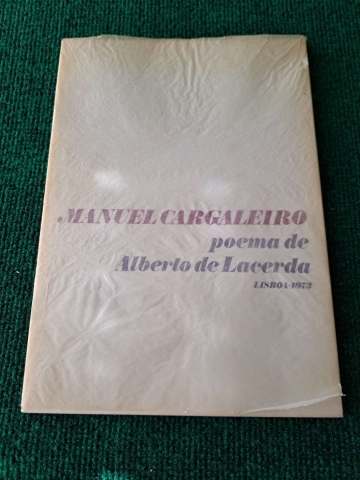 MANUEL CARGALEIRO
poema de
Alberto de Lacerda
LISBOA-1973